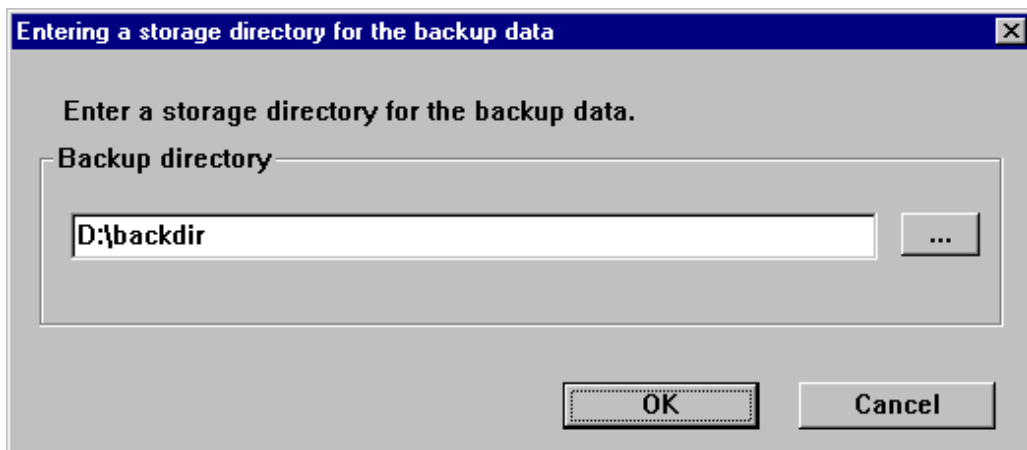 Entering a storage directory for the backup data
Enter a storage directory for the backup data.
Backup directory
D:\backdir
...
OK
Cancel